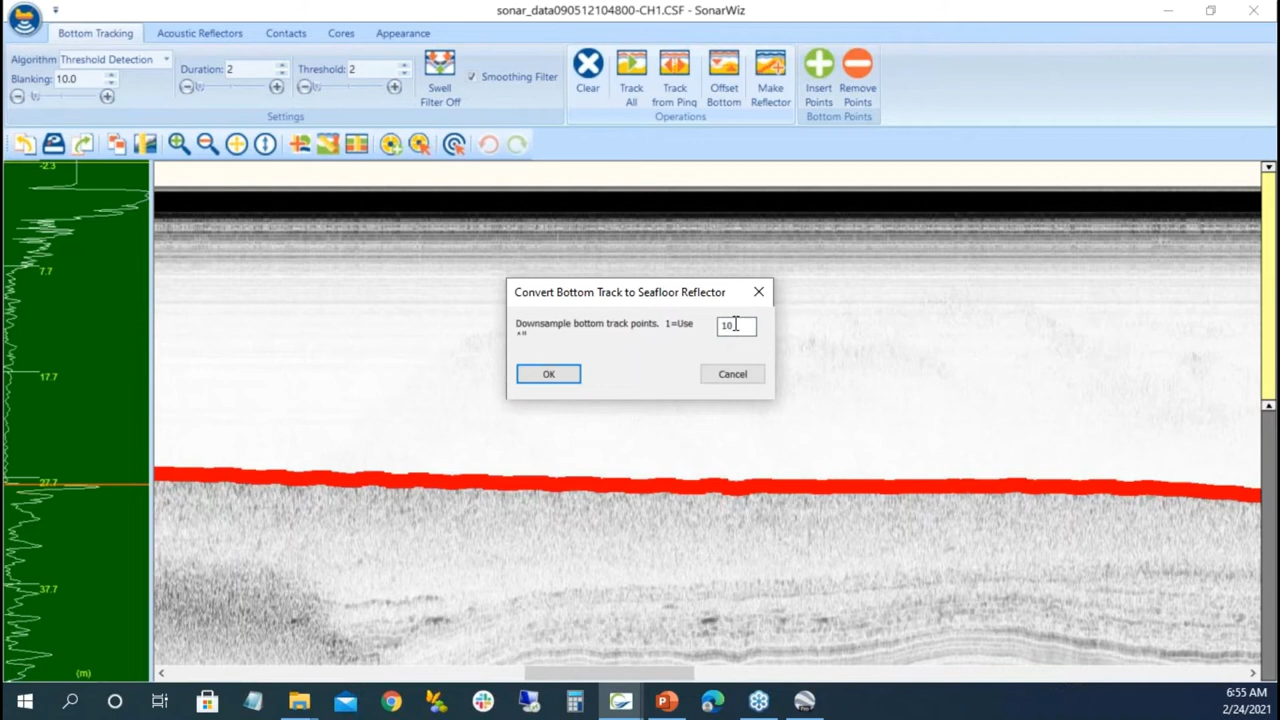 sonar_data090512104800-CH1.CSF - SonarWiz
Bottom Tracking
Acoustic Reflectors
Contacts
Cores
Appearance
Algorithm Threshold Detection
Blanking: 10.0
Duration: 2
Threshold: 2
Swell
Filter Off
Smoothing Filter
Settings
Clear
Track
All
Track
from Ping
Offset
Bottom
Make
Reflector
Operations
Insert
Points
Remove
Points
Bottom Points
-2.3
7.7
17.7
27.7
37.7
(m)
Convert Bottom Track to Seafloor Reflector
Downsample bottom track points. 1=Use
10
OK
Cancel
6:55 AM
2/24/2021